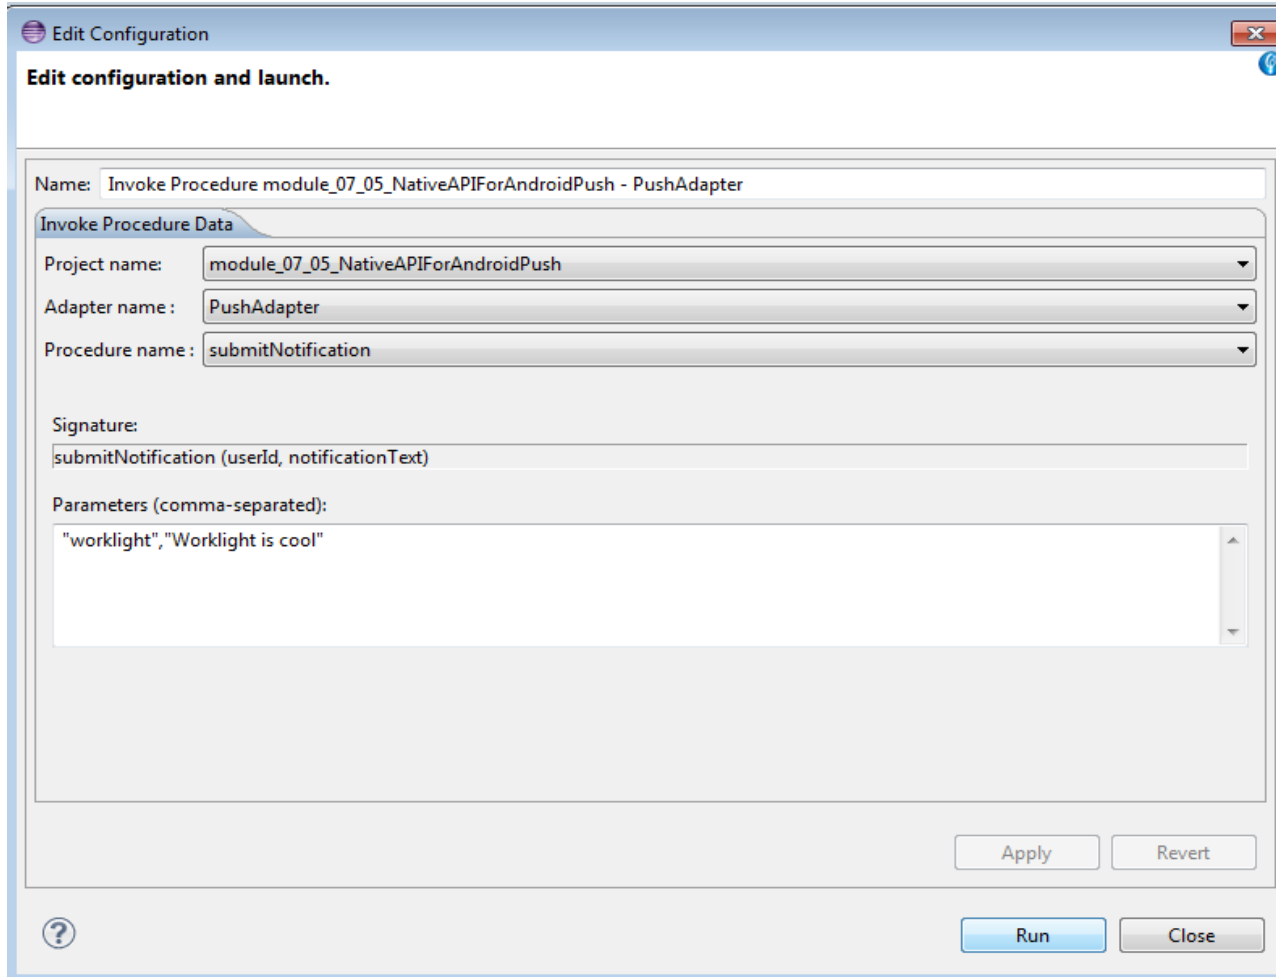 Edit Configuration
Edit configuration and launch.
Name: Invoke Procedure module_07_05_NativeAPIForAndroidPush - PushAdapter
Invoke Procedure Data
Project name: module_07_05_NativeAPIForAndroidPush
Adapter name : PushAdapter
Procedure name : submitNotification
Signature:
submitNotification (userId, notificationText)
Parameters (comma-separated):
"worklight","Worklight is cool"
Apply Revert
? Run Close